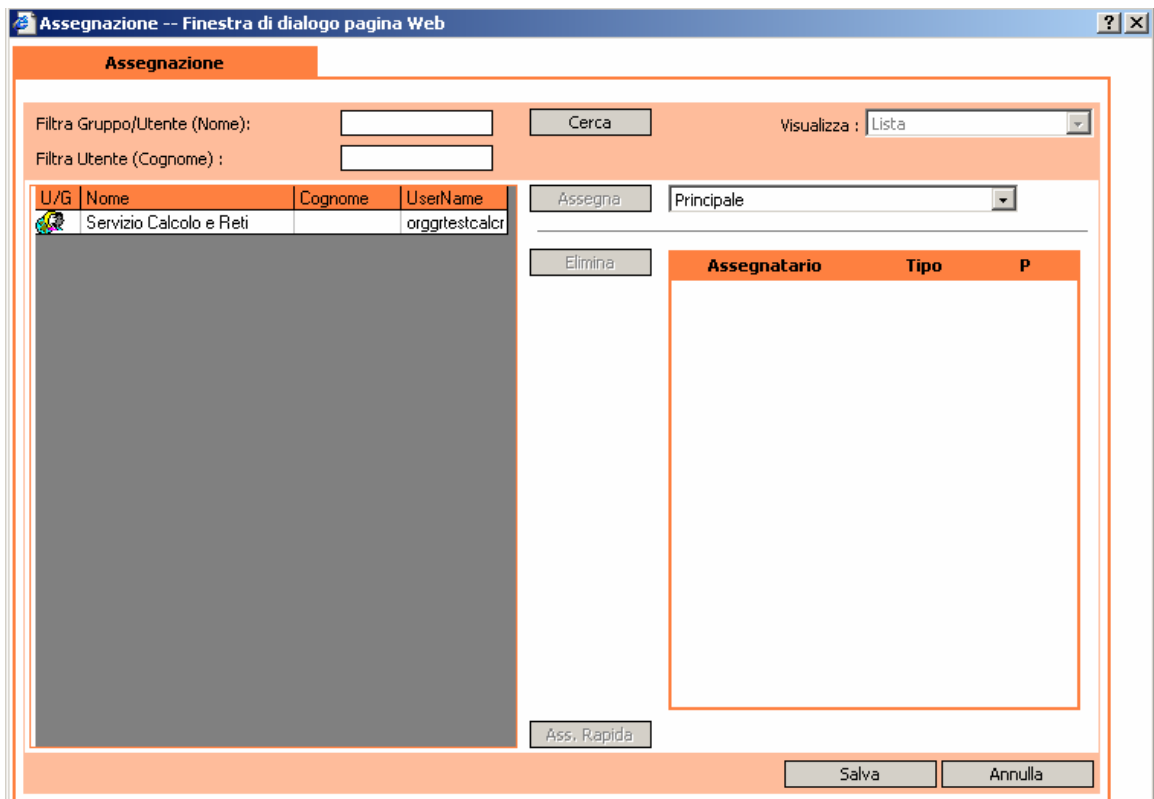 Assegnazione -- Finestra di dialogo pagina Web
Assegnazione
Filtra Gruppo/Utente (Nome):
Cerca
Visualizza : Lista
Filtra Utente (Cognome) :
U/G Nome Cognome UserName
Assegna
Principale
Servizio Calcolo e Reti orggrtestcalcr
Elimina
Assegnatario Tipo P
Ass. Rapida
Salva
Annulla